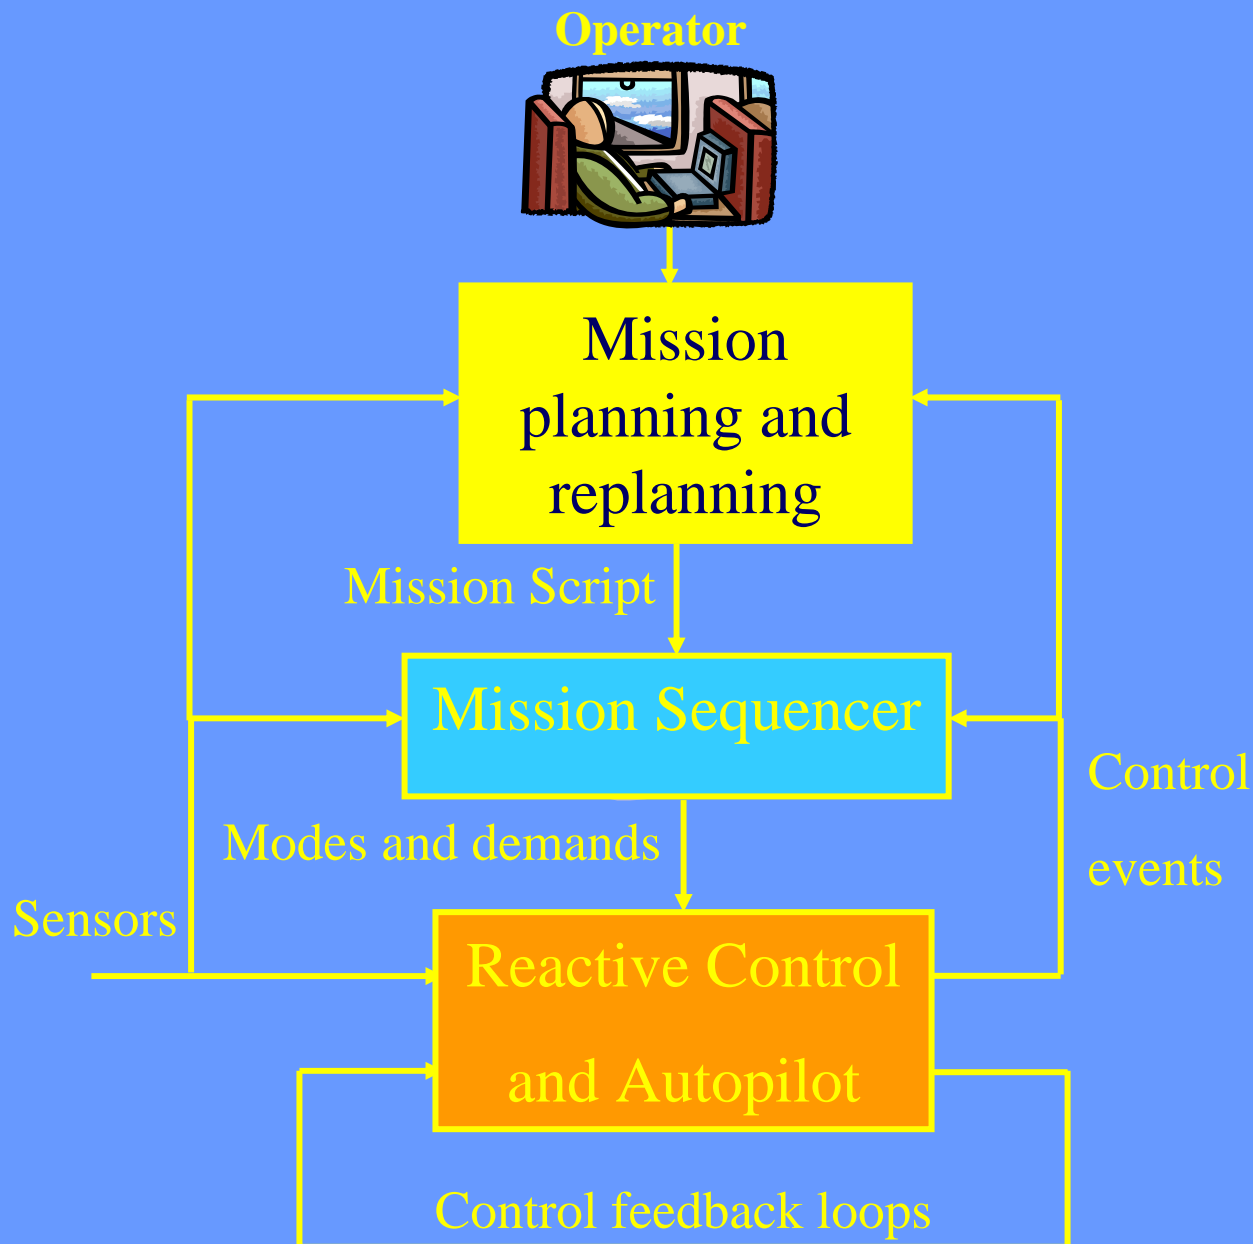 Operator
Mission
planning and
replanning
Mission Script
Mission Sequencer
Control
Modes and demands
events
Sensors
Reactive Control
and Autopilot
Control feedback loops